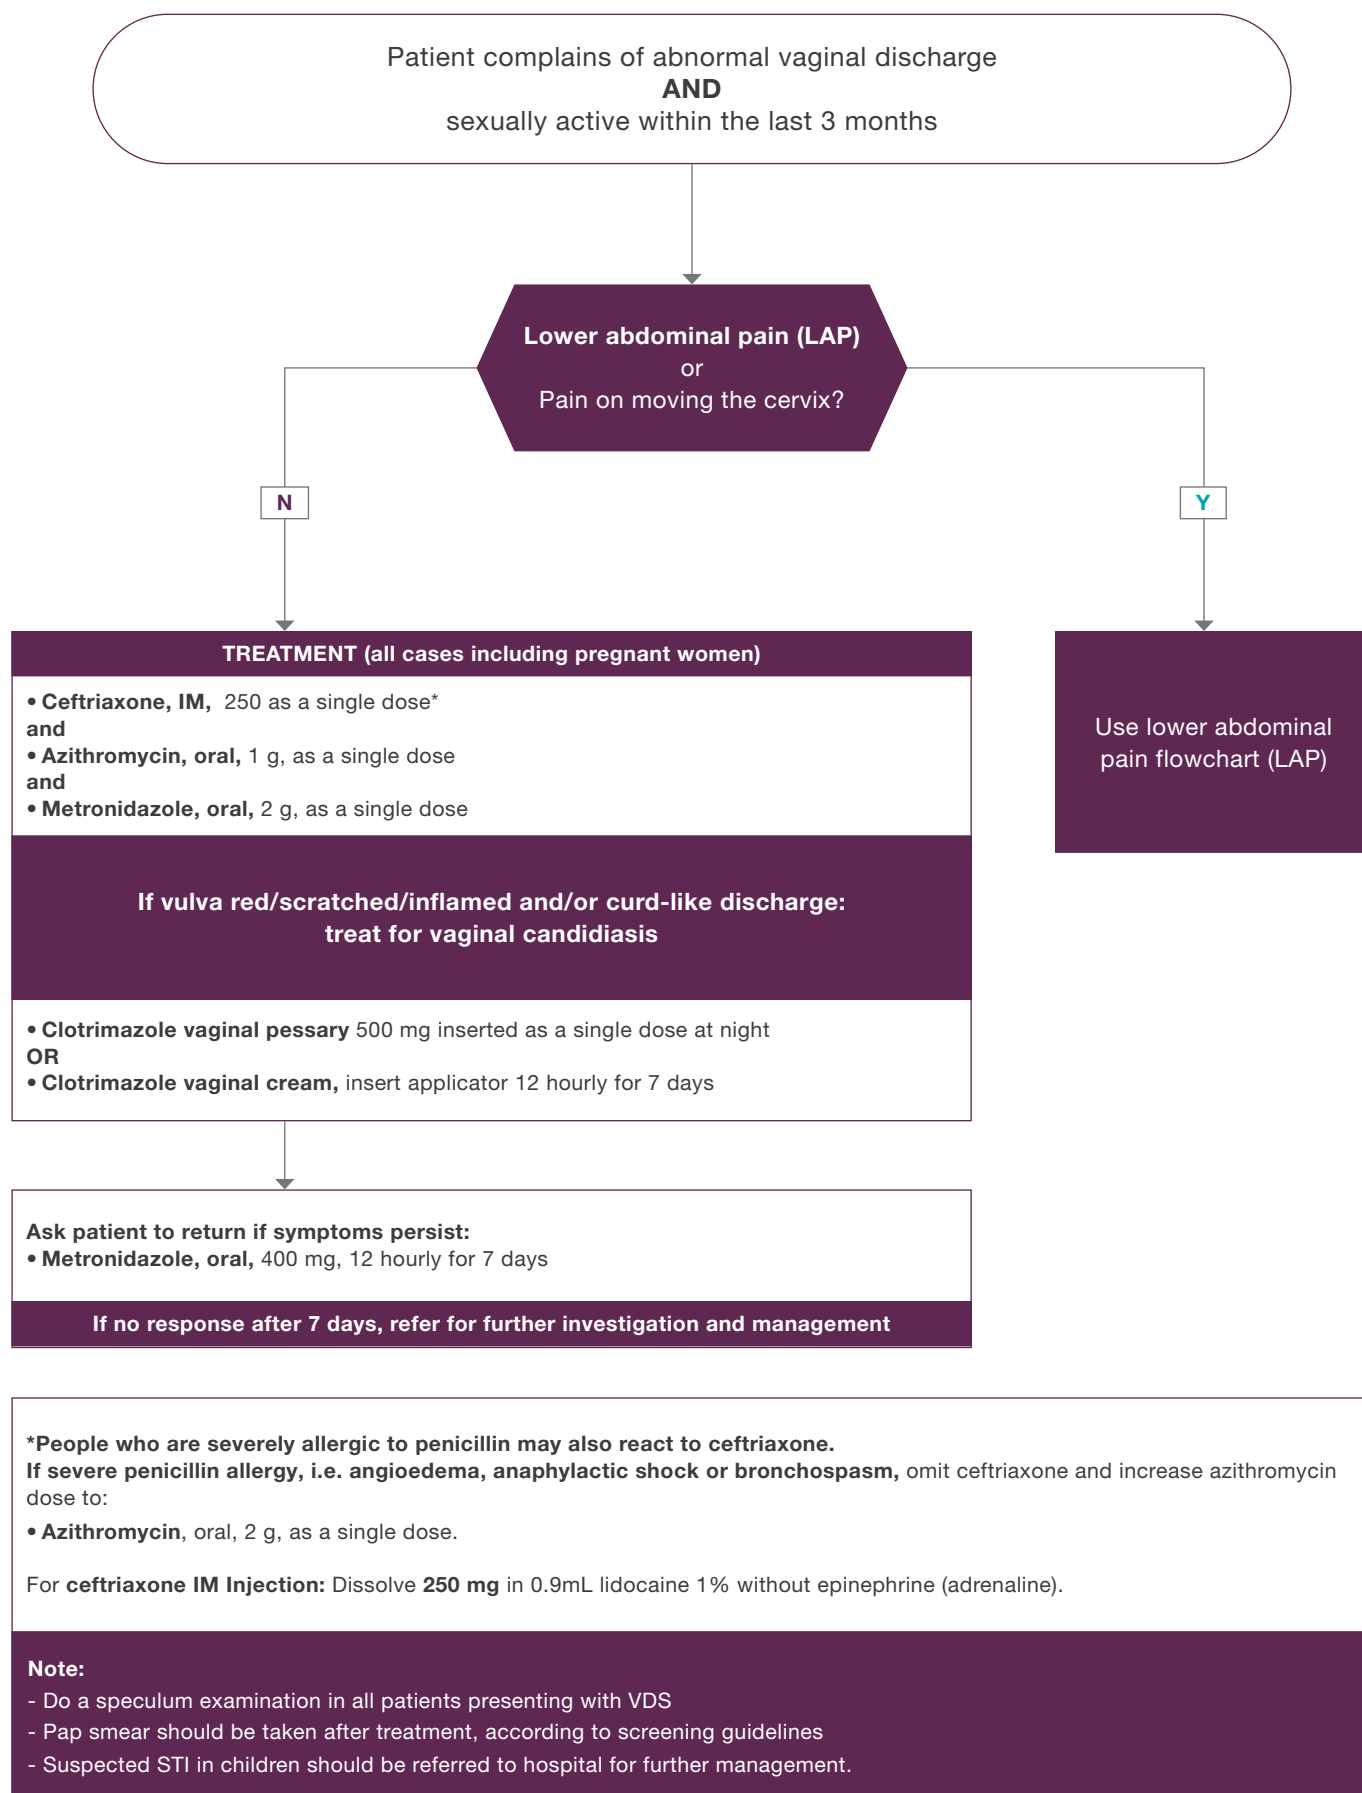 Patient complains of abnormal vaginal discharge
AND
sexually active within the last 3 months
Lower abdominal pain (LAP)
or
Pain on moving the cervix?
N
Y
TREATMENT (all cases including pregnant women)
• Ceftriaxone, IM, 250 as a single dose*
and
• Azithromycin, oral, 1 g, as a single dose
and
• Metronidazole, oral, 2 g, as a single dose
If vulva red/scratched/inflamed and/or curd-like discharge:
treat for vaginal candidiasis
• Clotrimazole vaginal pessary 500 mg inserted as a single dose at night
OR
• Clotrimazole vaginal cream, insert applicator 12 hourly for 7 days
Use lower abdominal
pain flowchart (LAP)
Ask patient to return if symptoms persist:
• Metronidazole, oral, 400 mg, 12 hourly for 7 days
If no response after 7 days, refer for further investigation and management
*People who are severely allergic to penicillin may also react to ceftriaxone.
If severe penicillin allergy, i.e. angioedema, anaphylactic shock or bronchospasm, omit ceftriaxone and increase azithromycin
dose to:
• Azithromycin, oral, 2 g, as a single dose.
For ceftriaxone IM Injection: Dissolve 250 mg in 0.9mL lidocaine 1% without epinephrine (adrenaline).
Note:
- Do a speculum examination in all patients presenting with VDS
- Pap smear should be taken after treatment, according to screening guidelines
- Suspected STI in children should be referred to hospital for further management.